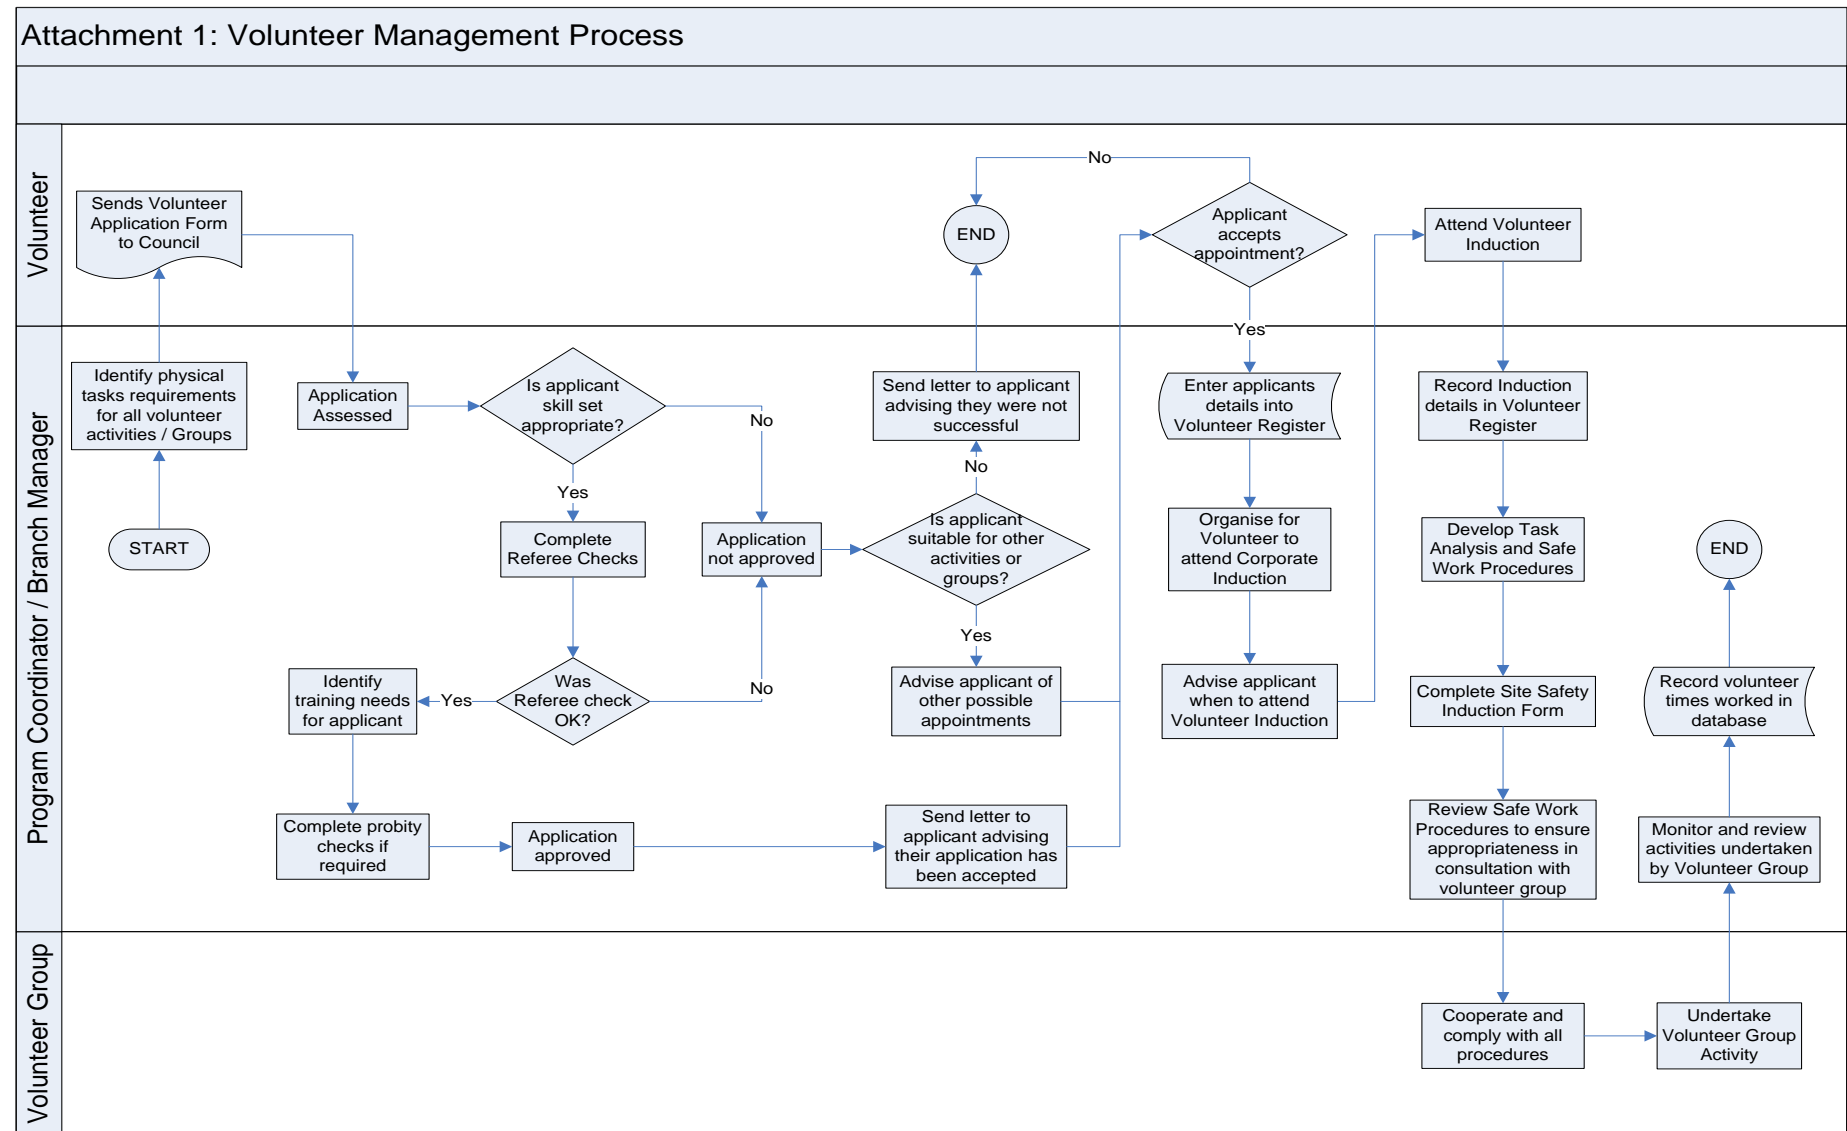 Attachment 1: Volunteer Management Process
Volunteer
Sends Volunteer
Application Form
to Council
END
No
Applicant
accepts
appointment?
Yes
Attend Volunteer
Induction
Program Coordinator / Branch Manager
START
Identify physical
tasks requirements
for all volunteer
activities / Groups
Application
Assessed
Is applicant
skill set
appropriate?
No
Yes
Complete
Referee Checks
Was
Referee check
OK?
Yes
No
Identify
training needs
for applicant
Complete probity
checks if
required
Application
approved
Application
not approved
Is applicant
suitable for other
activities or
groups?
No
Send letter to applicant
advising they were not
successful
Yes
Advise applicant of
other possible
appointments
Send letter to
applicant advising
their application has
been accepted
Enter applicants
details into
Volunteer Register
Organise for
Volunteer to
attend Corporate
Induction
Advise applicant
when to attend
Volunteer Induction
Record Induction
details in Volunteer
Register
Develop Task
Analysis and Safe
Work Procedures
Complete Site Safety
Induction Form
Review Safe Work
Procedures to ensure
appropriateness in
consultation with
volunteer group
END
Record volunteer
times worked in
database
Monitor and review
activities undertaken
by Volunteer Group
Volunteer Group
Cooperate and
comply with all
procedures
Undertake
Volunteer Group
Activity